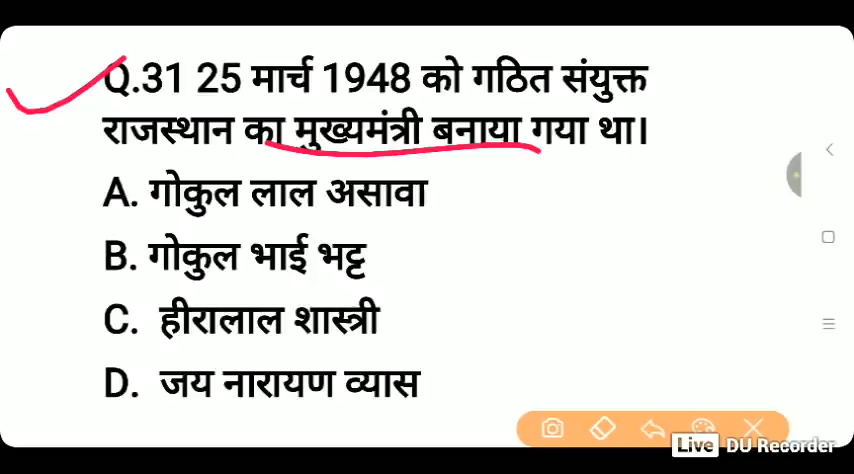 Q.31 25 मार्च 1948 को गठित संयुक्त
राजस्थान का मुख्यमंत्री बनाया गया था।
A. गोकुल लाल असावा
B. गोकुल भाई भट्ट
C. हीरालाल शास्त्री
D. जय नारायण व्यास
Live DU Recorder